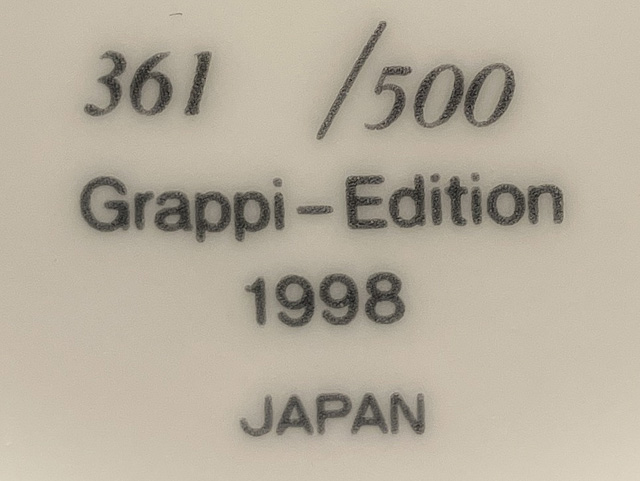 361 /500
Grappi-Edition
1998
JAPAN